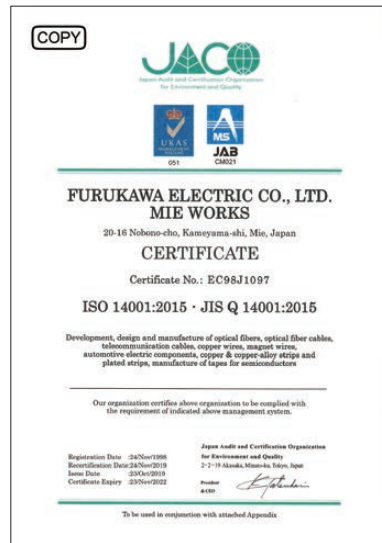 COPY
JACO
Japan Audit and Certification Organization
for Environment and Quality
UKAS
MANAGEMENT
SYSTEMS
051
MS
JAB
CM021
FURUKAWA ELECTRIC CO., LTD.
MIE WORKS
20-16 Nobono-cho, Kameyama-shi, Mie, Japan
CERTIFICATE
Certificate No.: EC98J1097
ISO 14001:2015 · JIS Q 14001:2015
Development, design and manufacture of optical fibers, optical fiber cables,
telecommunication cables, copper wires, magnet wires,
automotive electric components, copper & copper-alloy strips and
plated strips, manufacture of tapes for semiconductors
Our organization certifies above organization to be complied with
the requirement of indicated above management system.
Registration Date :24/Nov/1998
Recertification Date:24/Nov/2019
Issue Date :23/Oct/2019
Certificate Expiry :23/Nov/2022
Japan Audit and Certification Organization
for Environment and Quality
2-2-19 Akasaka, Minato-ku, Tokyo, Japan
President
&CEO
To be used in conjunction with attached Appendix